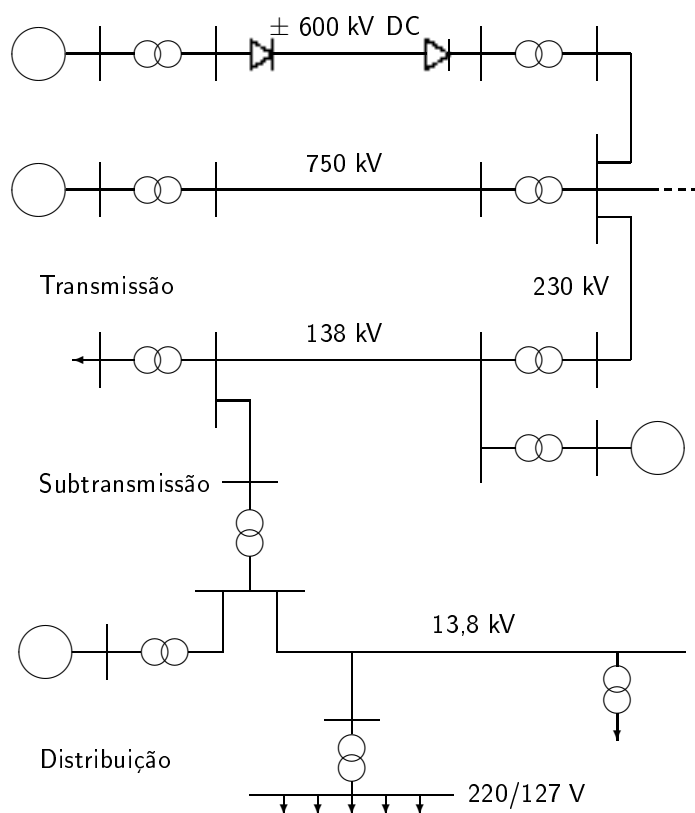 ± 600 kV DC
750 kV
Transmissão
230 kV
138 kV
Subtransmissão
13,8 kV
Distribuição
220/127 V